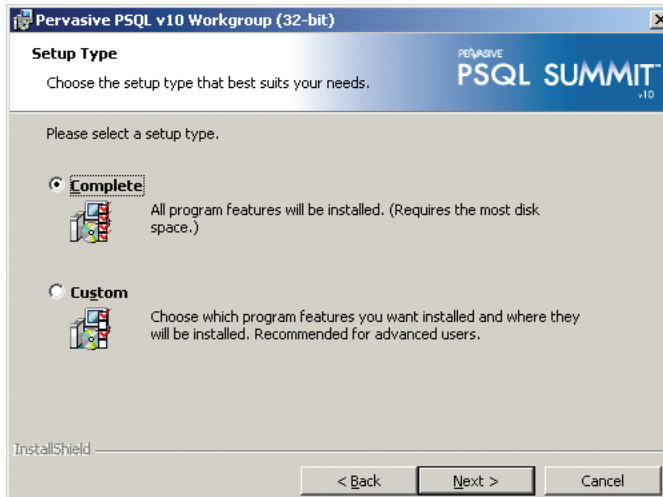 Pervasive PSQL v10 Workgroup (32-bit)
Setup Type
Choose the setup type that best suits your needs.
PERVASIVE
PSQL SUMMIT™
v10
Please select a setup type.
Complete
All program features will be installed. (Requires the most disk
space.)
Custom
Choose which program features you want installed and where they
will be installed. Recommended for advanced users.
InstallShield
< Back
Next >
Cancel